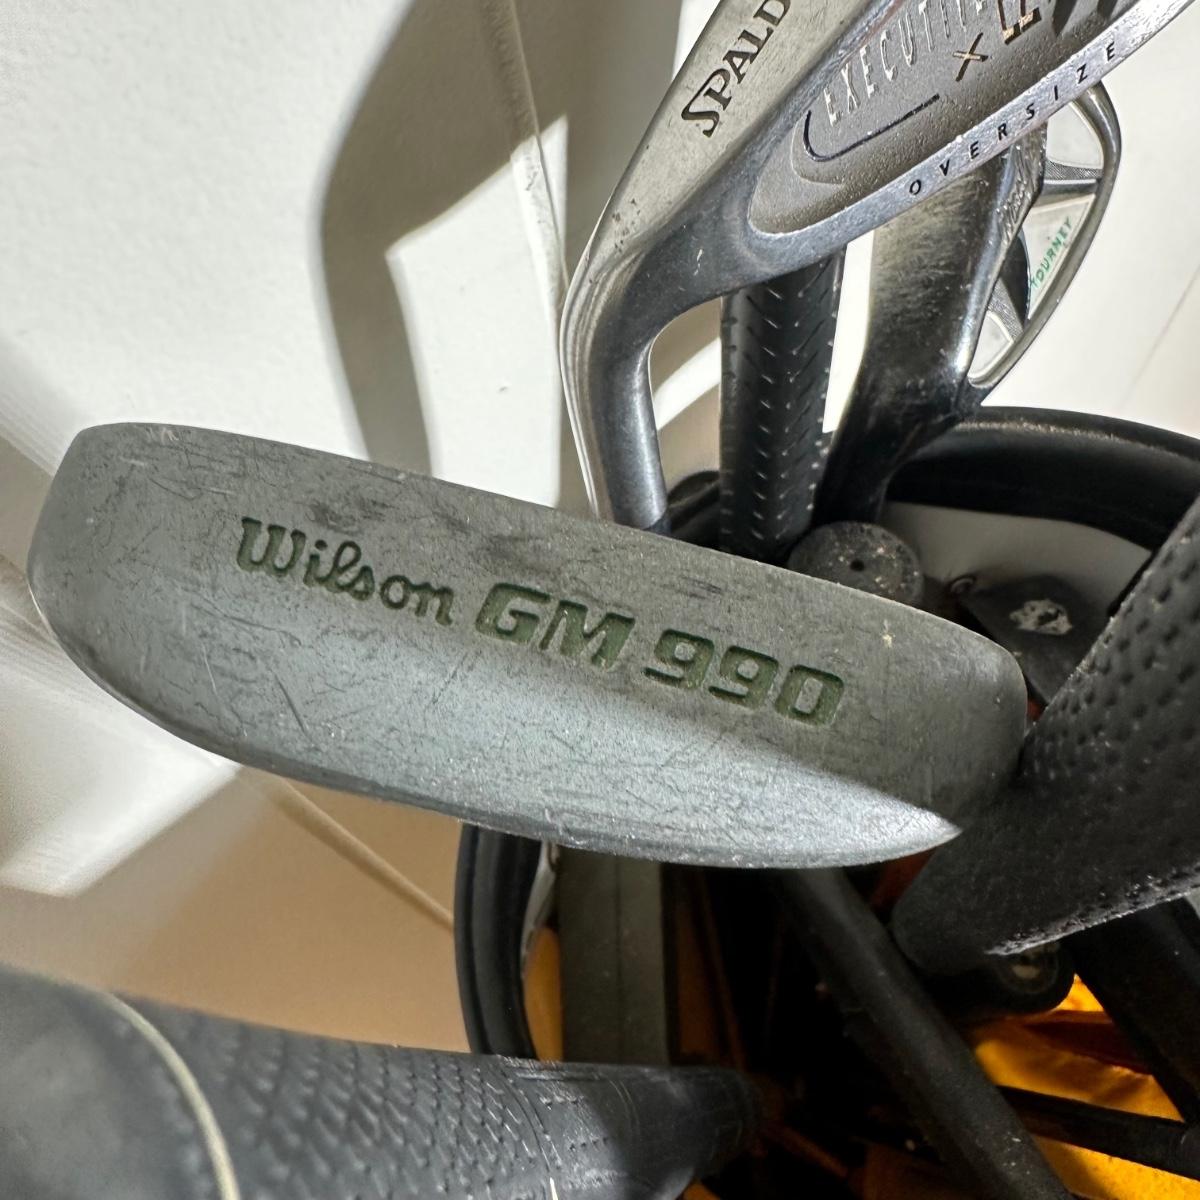 SPALD
EXECUTIVE
X
OVERSIZE
TOURNEY
Wilson GM 990